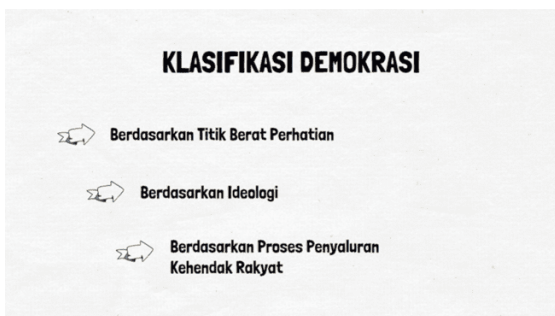 KLASIFIKASI DEMOKRASI
Berdasarkan Titik Berat Perhatian
Berdasarkan Ideologi
Berdasarkan Proses Penyaluran
Kehendak Rakyat